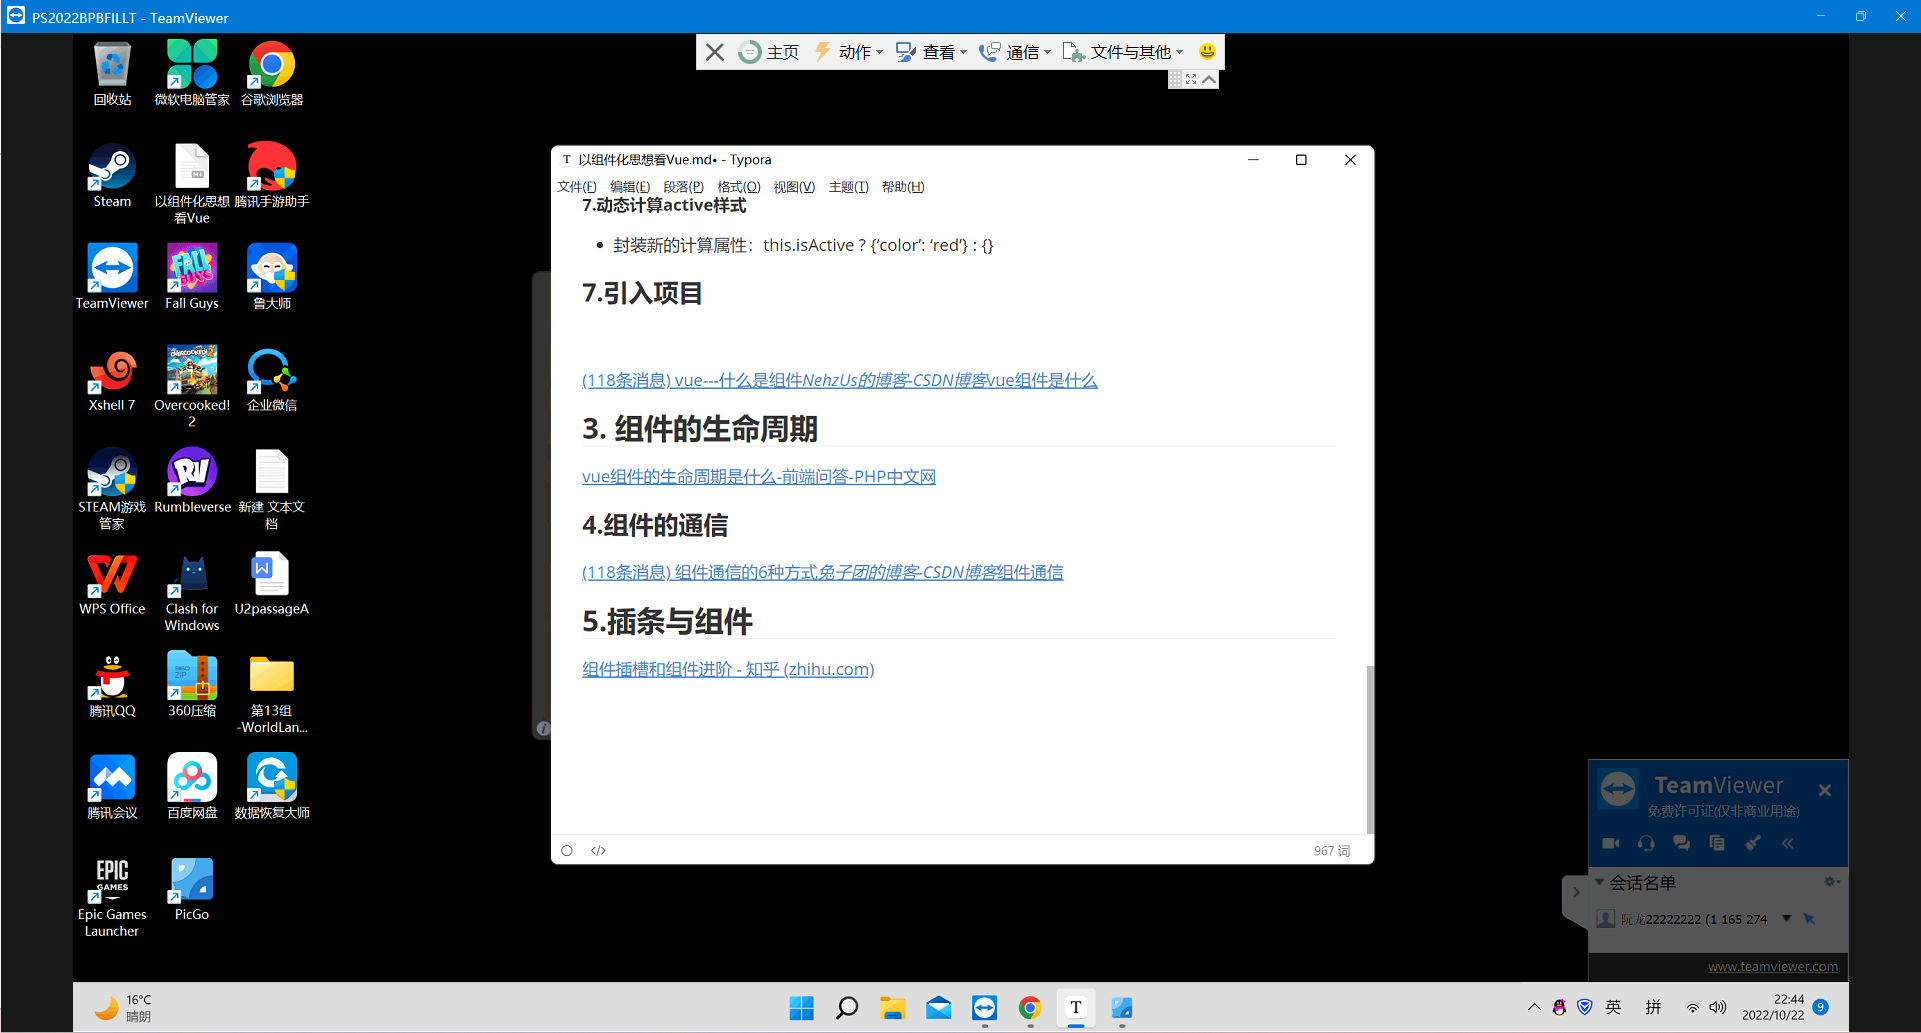 PS2022BPBFILLT - TeamViewer
主页 动作 查看 通信 文件与其他
回收站 微软电脑管家 谷歌浏览器
Steam 以组件化思想看Vue 腾讯手游助手
TeamViewer Fall Guys 鲁大师
Xshell 7 Overcooked! 2 企业微信
STEAM游戏管家 Rumbleverse 新建 文本文档
WPS Office Clash for Windows U2passageA
腾讯QQ 360压缩 第13组-WorldLan...
腾讯会议 百度网盘 数据恢复大师
Epic Games Launcher PicGo
以组件化思想看Vue.md• - Typora
文件(F) 编辑(E) 段落(P) 格式(O) 视图(V) 主题(T) 帮助(H)
7.动态计算active样式
封装新的计算属性：this.isActive ? {‘color’: ‘red’} : {}
7.引入项目
(118条消息) vue---什么是组件NehzUs的博客-CSDN博客vue组件是什么
3. 组件的生命周期
vue组件的生命周期是什么-前端问答-PHP中文网
4.组件的通信
(118条消息) 组件通信的6种方式兔子团的博客-CSDN博客组件通信
5.插条与组件
组件插槽和组件进阶 - 知乎 (zhihu.com)
967 词
TeamViewer
免费许可证(仅非商业用途)
会话名单
阮龙22222222 (1 165 274
www.teamviewer.com
16°C
晴朗
英 拼
22:44
2022/10/22
9